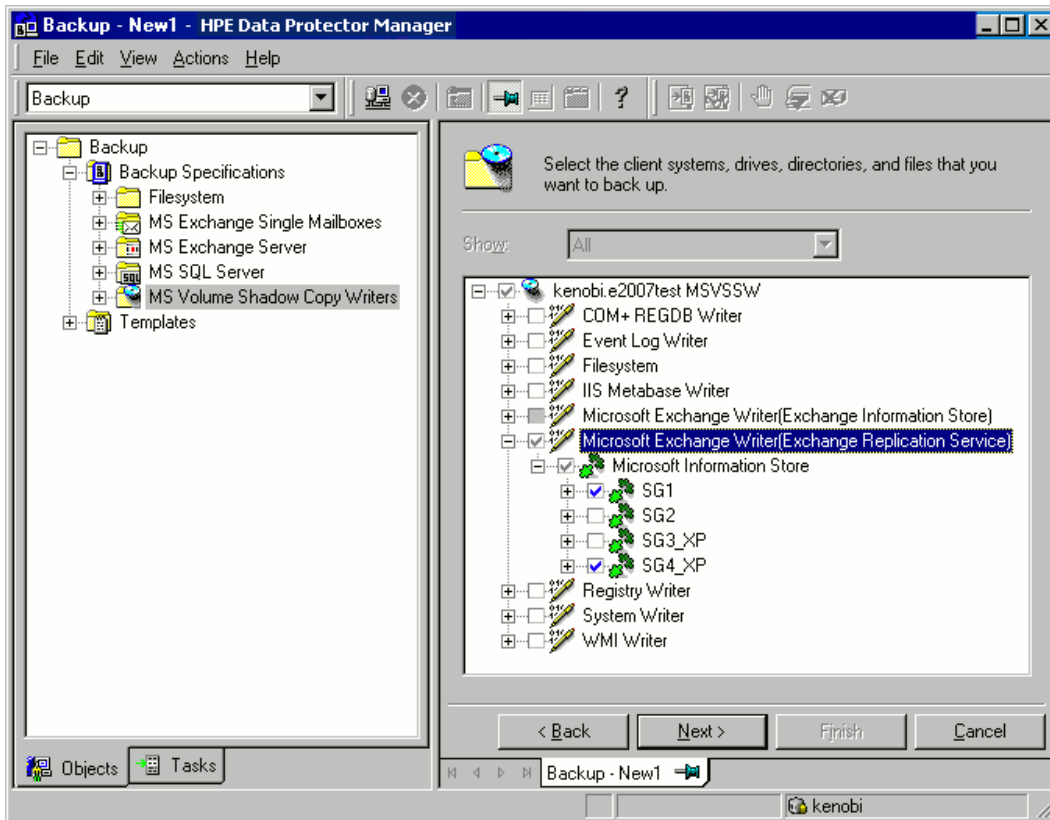 Backup - New1 - HPE Data Protector Manager
File Edit View Actions Help
Backup
Backup
Backup Specifications
Filesystem
MS Exchange Single Mailboxes
MS Exchange Server
MS SQL Server
MS Volume Shadow Copy Writers
Templates
Objects
Tasks
Select the client systems, drives, directories, and files that you
want to back up.
Show:
All
kenobi.e2007test MSVSSW
COM+ REGDB Writer
Event Log Writer
Filesystem
IIS Metabase Writer
Microsoft Exchange Writer(Exchange Information Store)
Microsoft Exchange Writer(Exchange Replication Service)
Microsoft Information Store
SG1
SG2
SG3_XP
SG4_XP
Registry Writer
System Writer
WMI Writer
< Back
Next >
Finish
Cancel
Backup - New1
kenobi